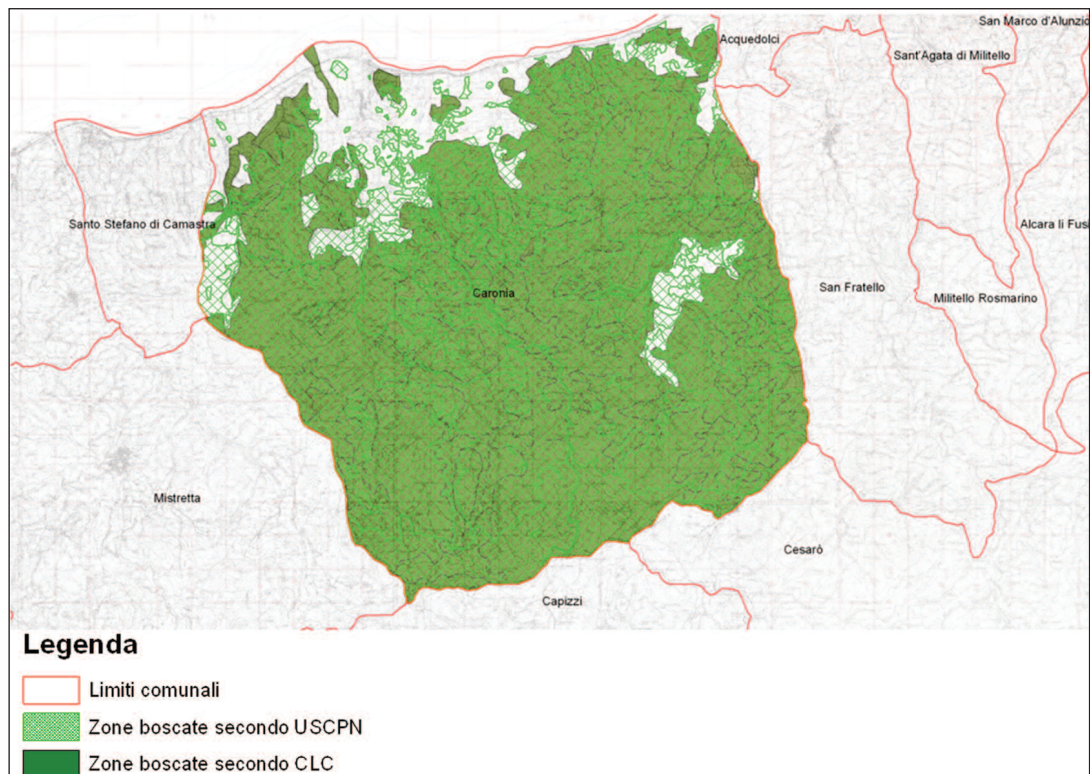 San Marco d'Alunzio
Acquedolci
Sant'Agata di Militello
Santo Stefano di Camastra
Alcara li Fusi
Caronia
San Fratello
Militello Rosmarino
Mistretta
Cesarò
Capizzi
Legenda
Limiti comunali
Zone boscate secondo USCPN
Zone boscate secondo CLC